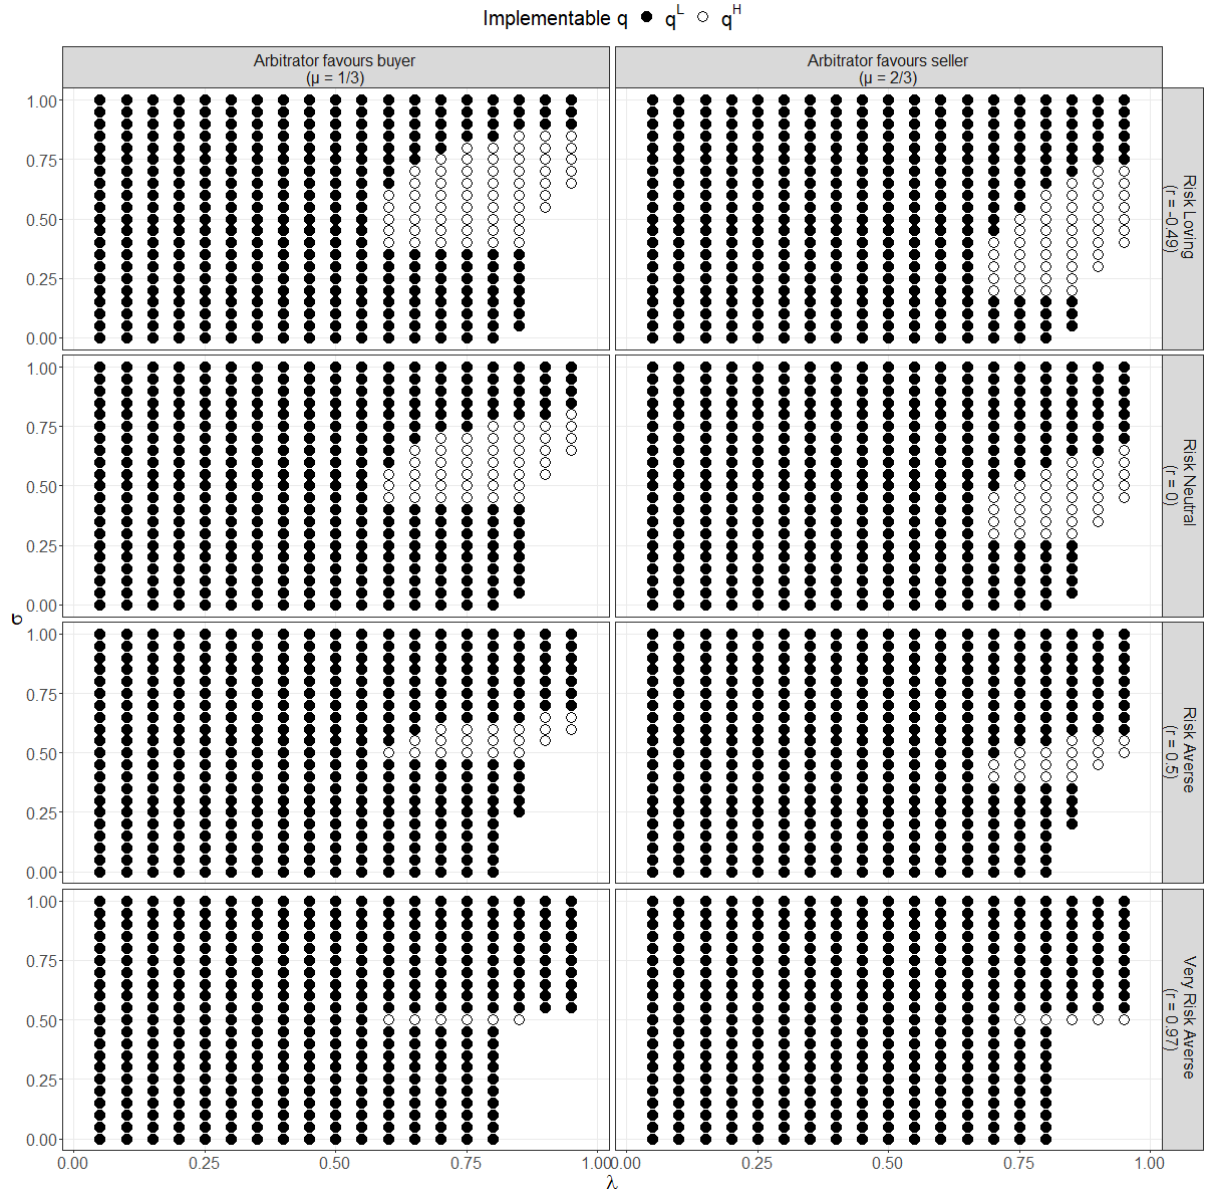 Implementable q qL qH
Arbitrator favours buyer
(μ = 1/3)
Arbitrator favours seller
(μ = 2/3)
1.00
0.75
0.50
0.25
0.00
Risk Loving
(r = -0.49)
1.00
0.75
0.50
0.25
0.00
Risk Neutral
(r = 0)
σ
1.00
0.75
0.50
0.25
0.00
Risk Averse
(r = 0.5)
1.00
0.75
0.50
0.25
0.00
Very Risk Averse
(r = 0.97)
0.00 0.25 0.50 0.75 1.00 0.00 0.25 0.50 0.75 1.00
λ